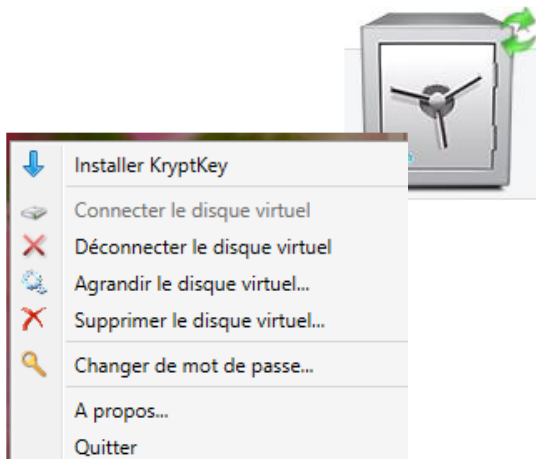 Installer KryptKey
Connecter le disque virtuel
Déconnecter le disque virtuel
Agrandir le disque virtuel...
Supprimer le disque virtuel...
Changer de mot de passe...
A propos...
Quitter